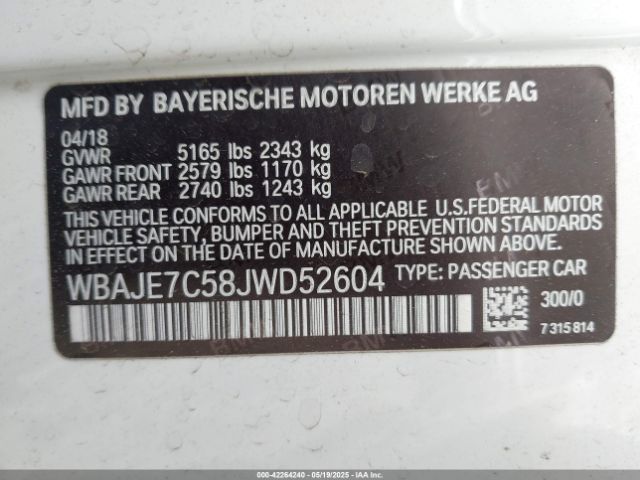 MFD BY BAYERISCHE MOTOREN WERKE AG
04/18
GVWR 5165 lbs 2343 kg
GAWR FRONT 2579 lbs 1170 kg
GAWR REAR 2740 lbs 1243 kg
THIS VEHICLE CONFORMS TO ALL APPLICABLE U.S.FEDERAL MOTOR
VEHICLE SAFETY, BUMPER AND THEFT PREVENTION STANDARDS
IN EFFECT ON THE DATE OF MANUFACTURE SHOWN ABOVE.
WBAJE7C58JWD52604 TYPE: PASSENGER CAR
300/0
7 315 814
000-42264240 - 05/19/2025 - IAAI.COM